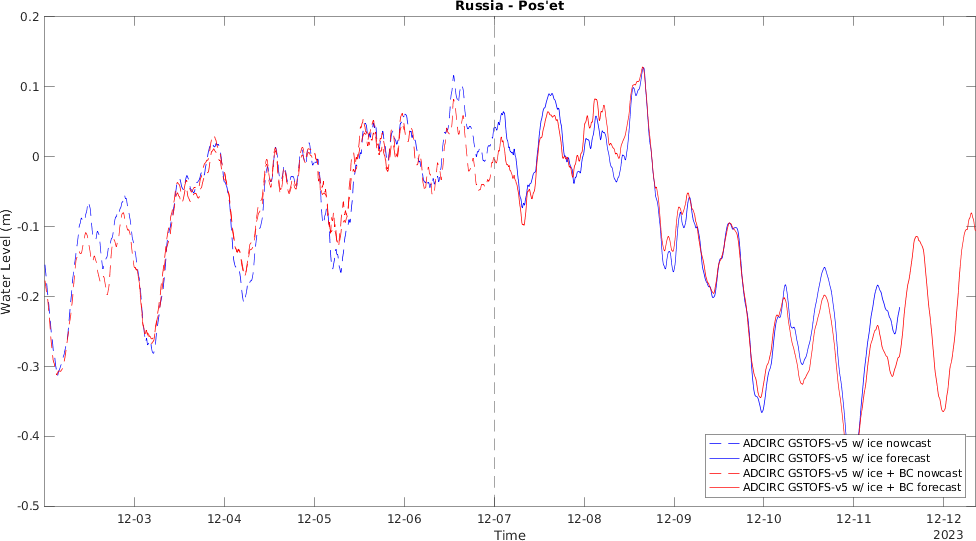 Russia - Pos'et
0.2
0.1
0
-0.1
-0.2
-0.3
-0.4
-0.5
Water Level (m)
12-03
12-04
12-05
12-06
12-07
12-08
12-09
12-10
12-11
12-12
2023
Time
ADCIRC GSTOFS-v5 w/ ice nowcast
ADCIRC GSTOFS-v5 w/ ice forecast
ADCIRC GSTOFS-v5 w/ ice + BC nowcast
ADCIRC GSTOFS-v5 w/ ice + BC forecast